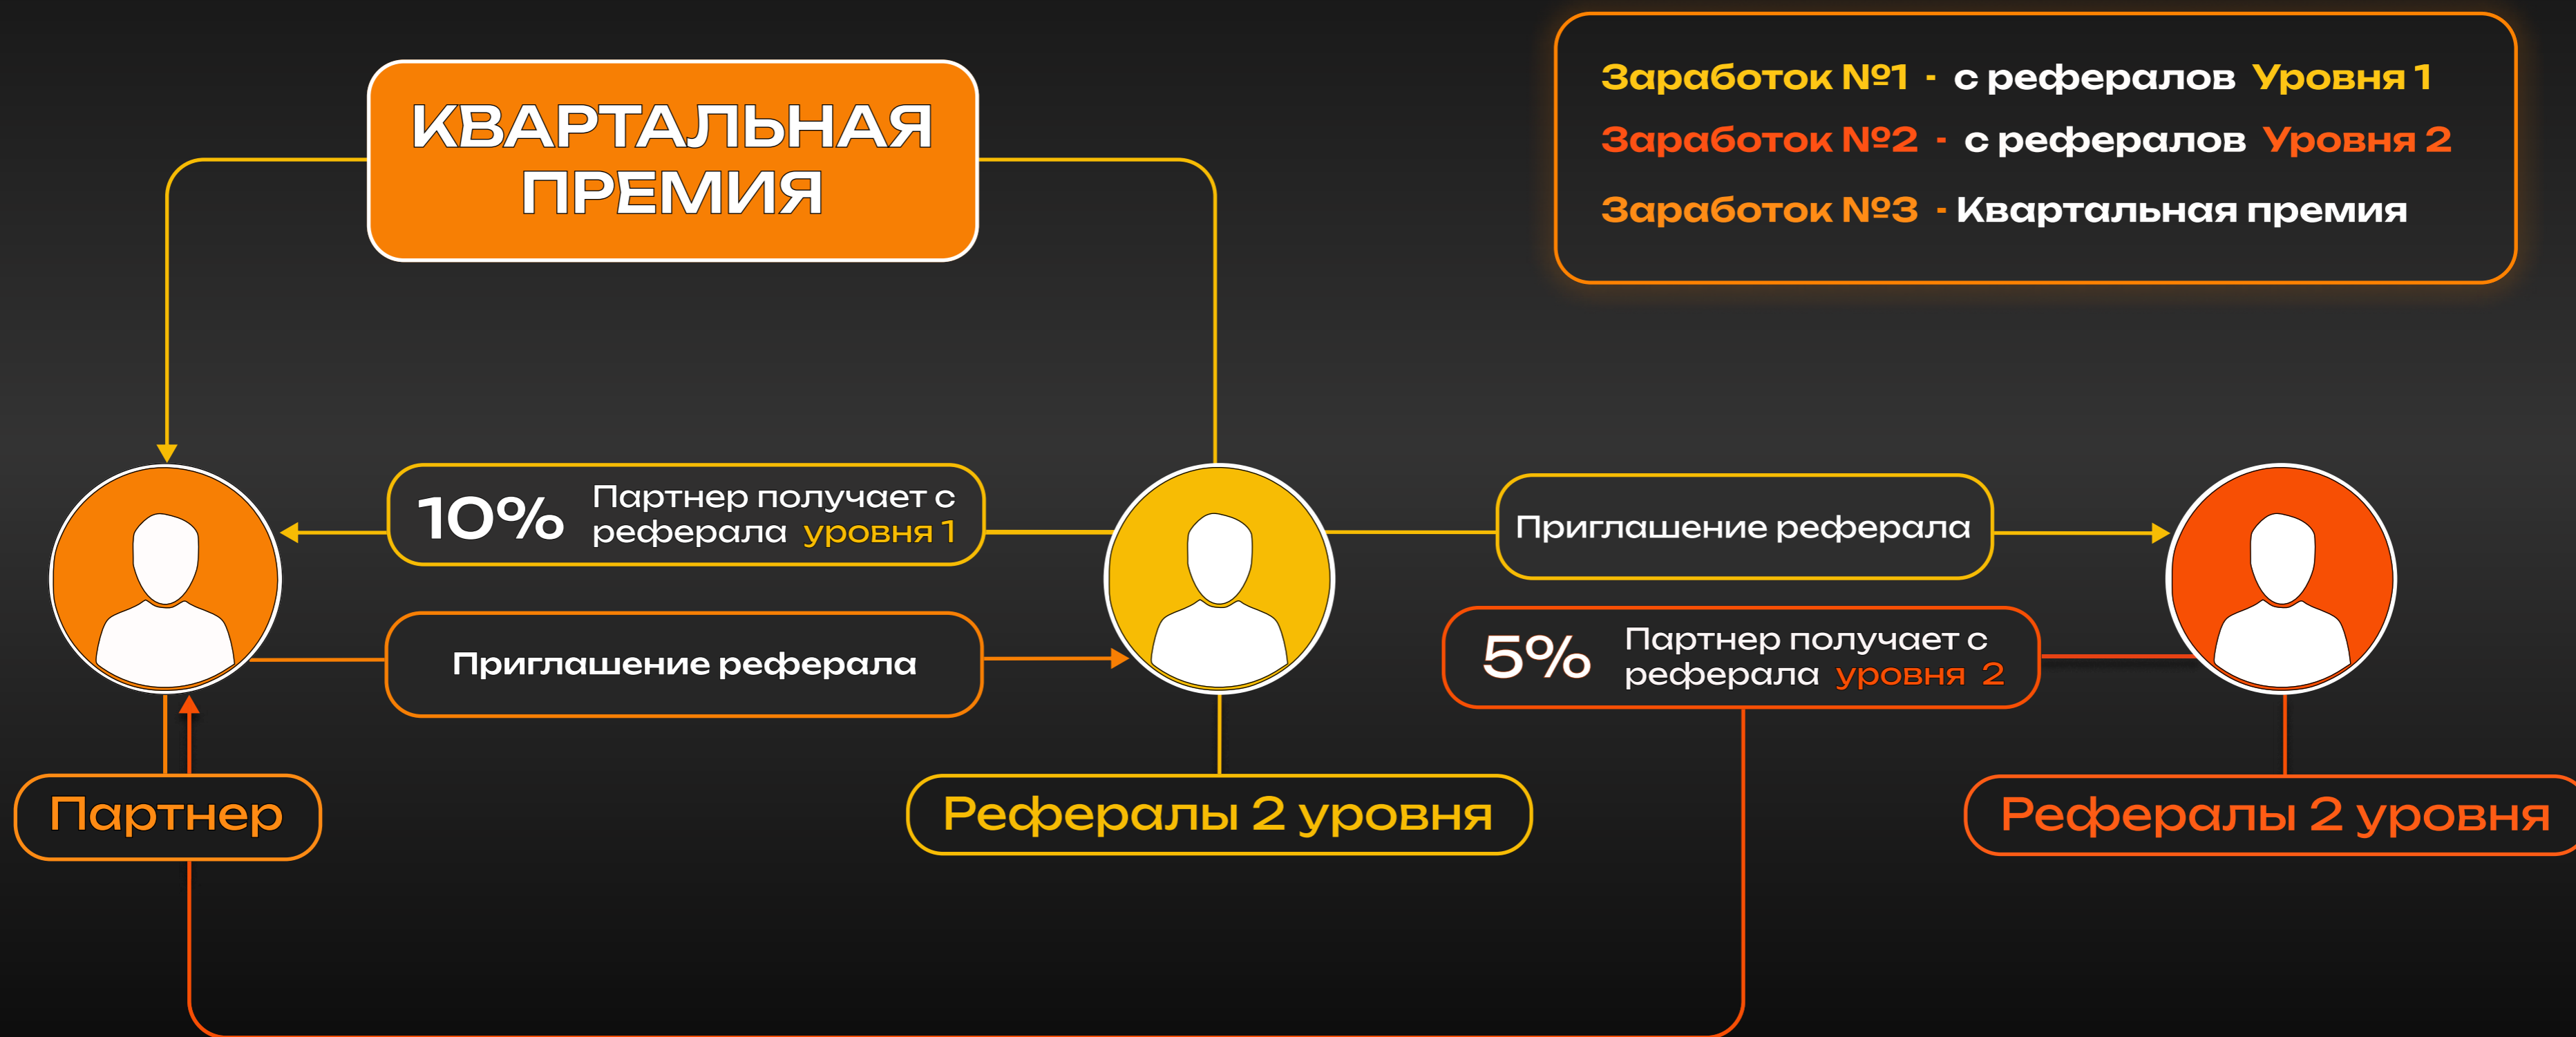 КВАРТАЛЬНАЯ
ПРЕМИЯ
Заработок №1 - с рефералов Уровня 1
Заработок №2 - с рефералов Уровня 2
Заработок №3 - Квартальная премия
10% Партнер получает с
реферала уровня 1
Приглашение реферала
Приглашение реферала
5% Партнер получает с
реферала уровня 2
Партнер
Рефералы 2 уровня
Рефералы 2 уровня